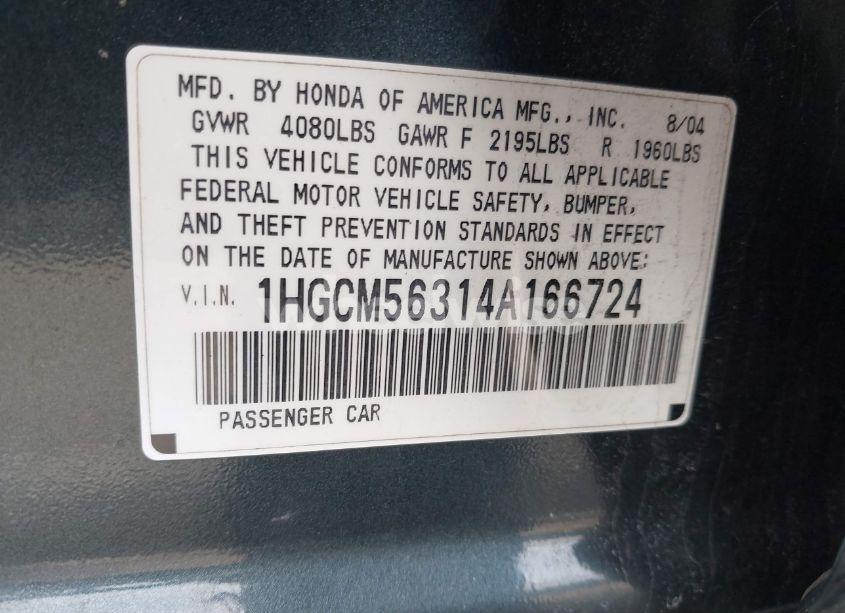 MFD. BY HONDA OF AMERICA MFG., INC. 8/04
GVWR 4080LBS GAWR F 2195LBS R 1960LBS
THIS VEHICLE CONFORMS TO ALL APPLICABLE
FEDERAL MOTOR VEHICLE SAFETY, BUMPER,
AND THEFT PREVENTION STANDARDS IN EFFECT
ON THE DATE OF MANUFACTURE SHOWN ABOVE:
V.I.N. 1HGCM56314A166724
PASSENGER CAR